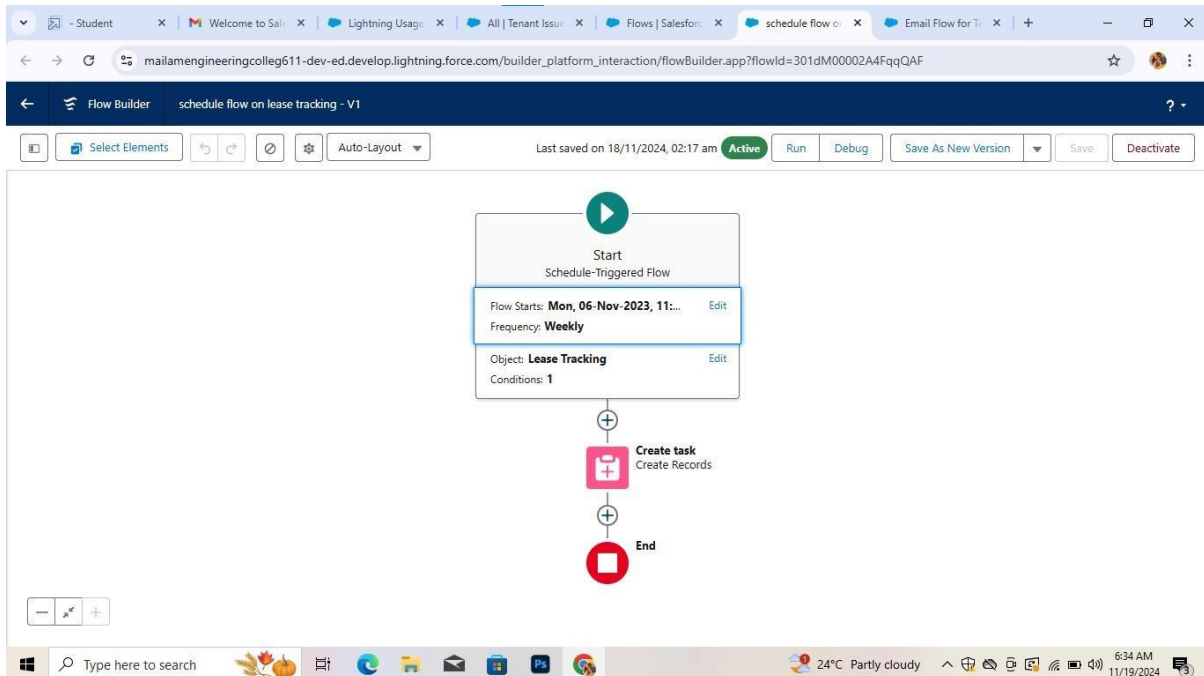 - Student
Welcome to Sale
Lightning Usage
All | Tenant Issue
Flows | Salesforc
schedule flow or
Email Flow for Te
mailamengineeringcolleg611-dev-ed.develop.lightning.force.com/builder_platform_interaction/flowBuilder.app?flowId=301dM00002A4FqqQAF
Flow Builder schedule flow on lease tracking - V1 ?
Select Elements Auto-Layout Last saved on 18/11/2024, 02:17 am Active Run Debug Save As New Version Save Deactivate
Start
Schedule-Triggered Flow
Flow Starts: Mon, 06-Nov-2023, 11:... Edit
Frequency: Weekly
Object: Lease Tracking Edit
Conditions: 1
Create task
Create Records
End
Type here to search Ps 24°C Partly cloudy 6:34 AM
11/19/2024